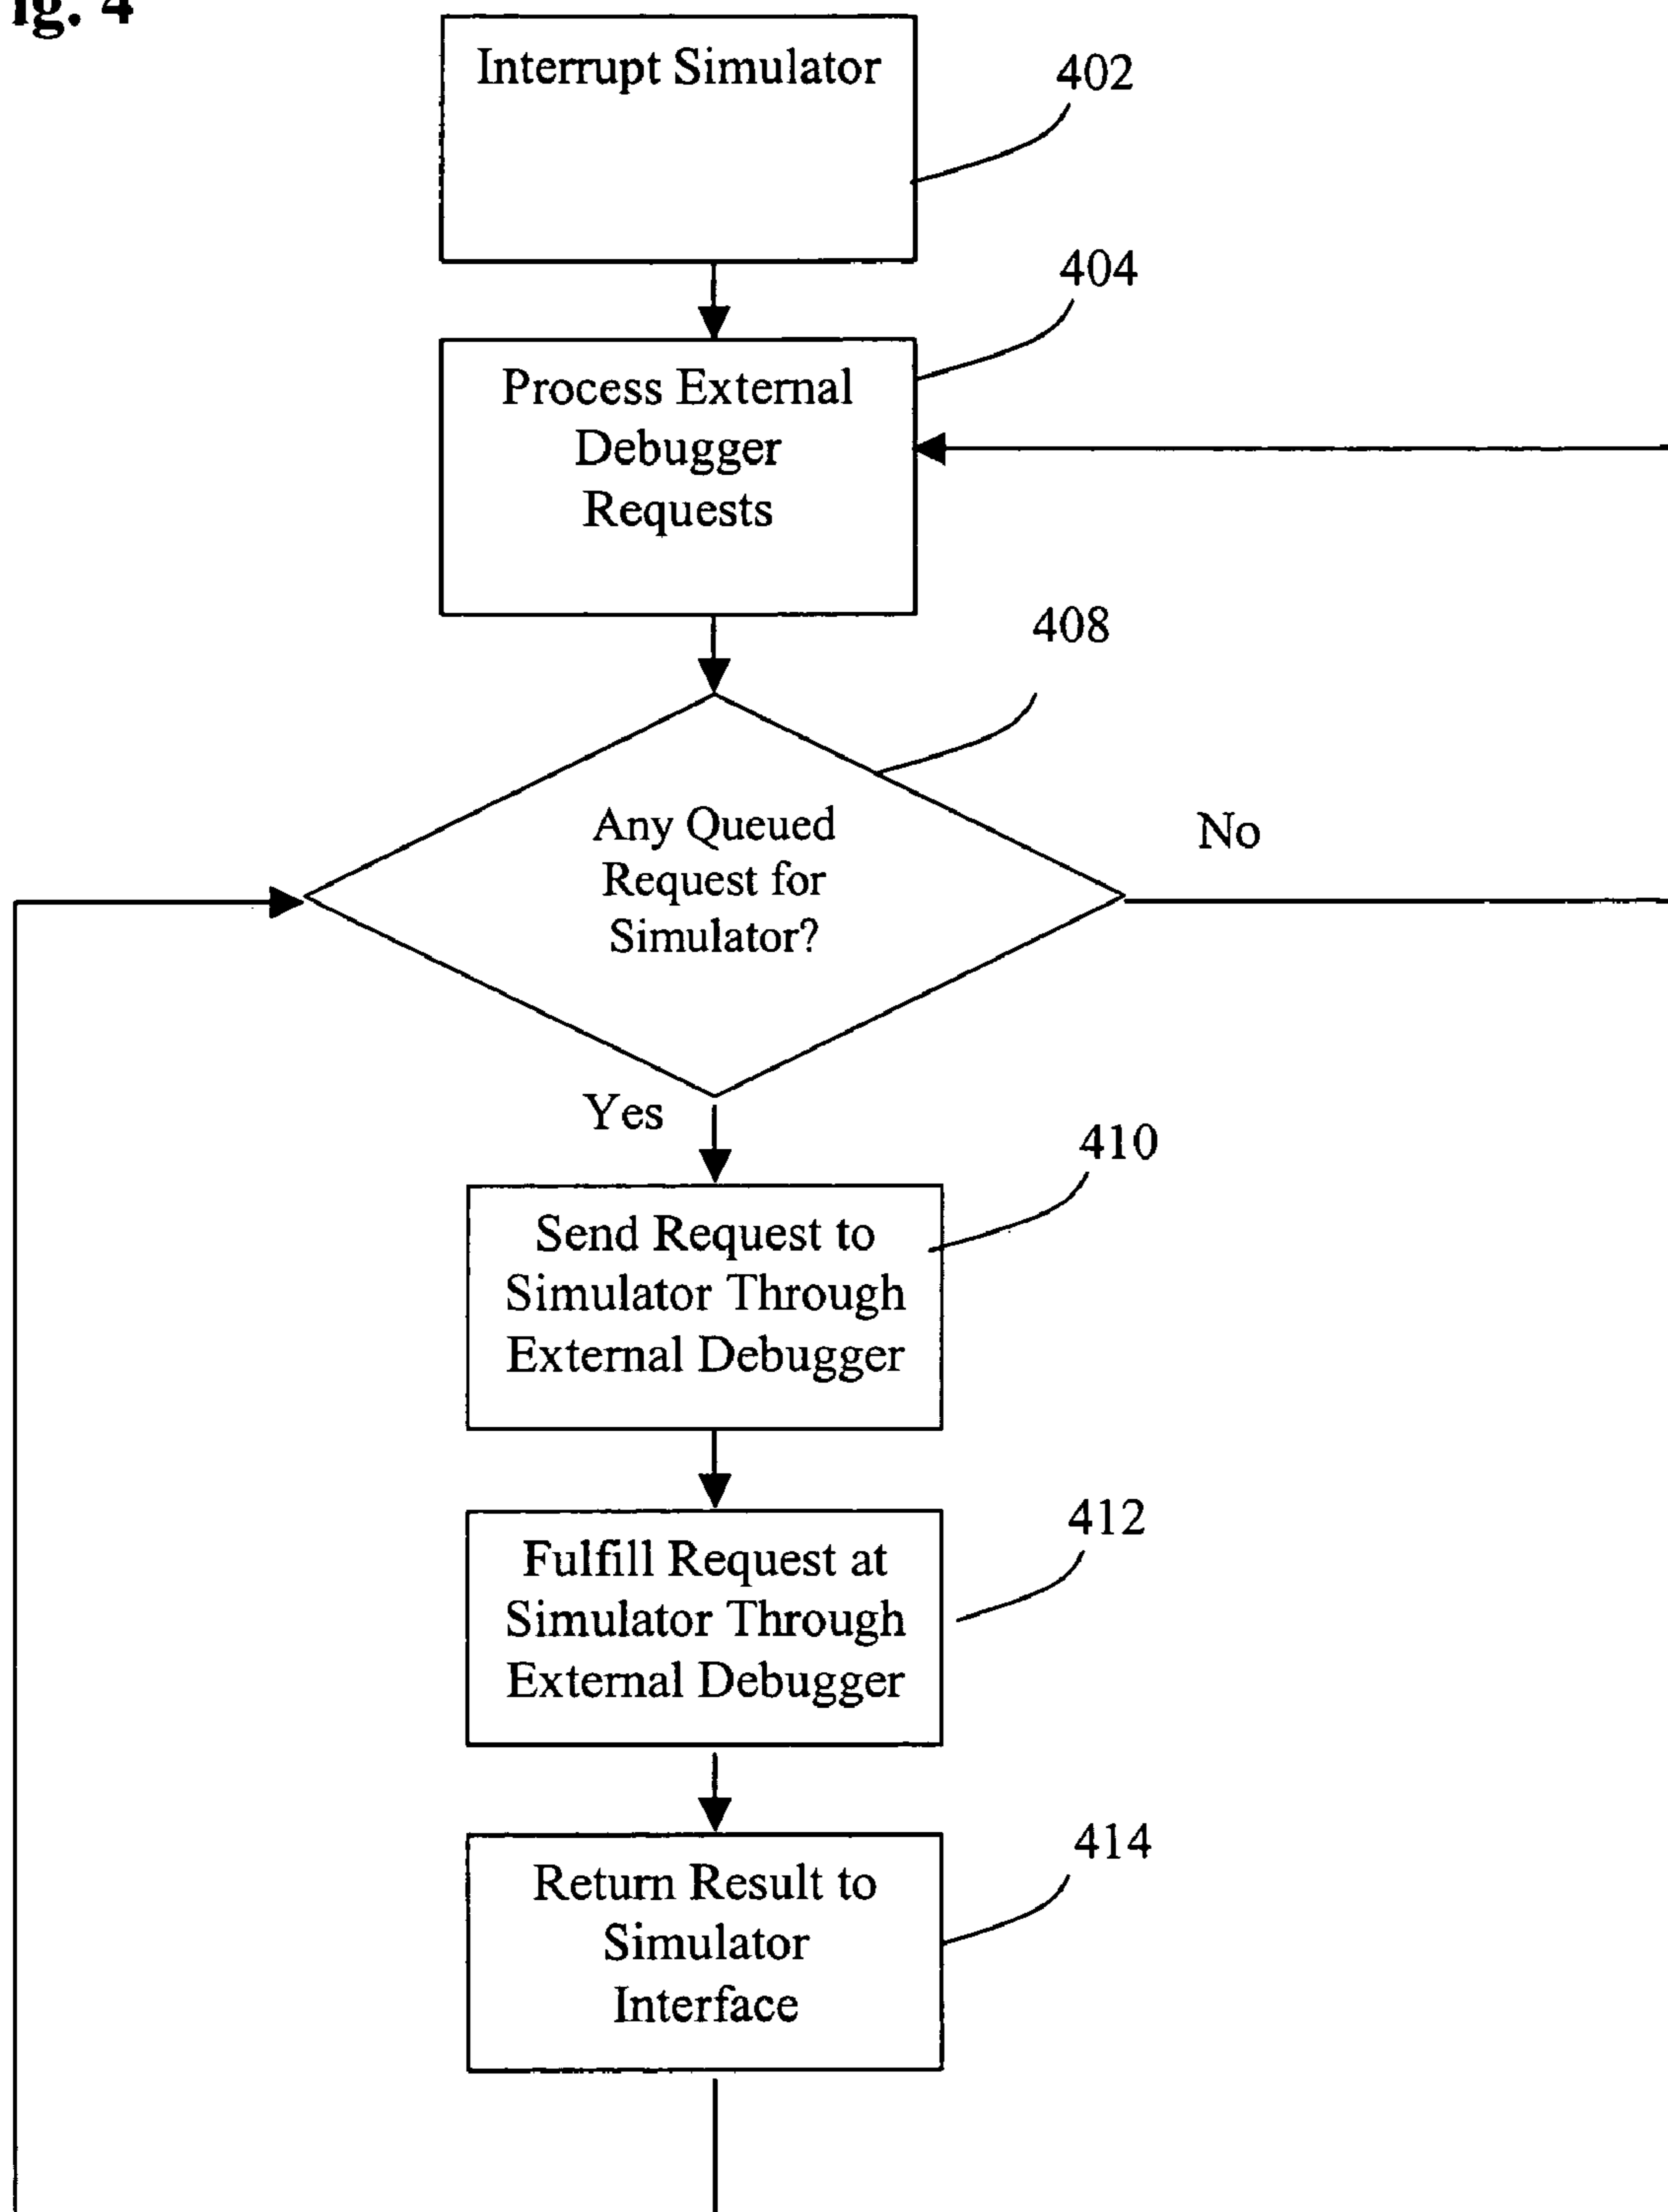 ig. 4
Interrupt Simulator
402
404
Process External
Debugger
Requests
408
Any Queued
Request for
Simulator?
No
Yes
410
Send Request to
Simulator Through
External Debugger
412
Fulfill Request at
Simulator Through
External Debugger
414
Return Result to
Simulator
Interface